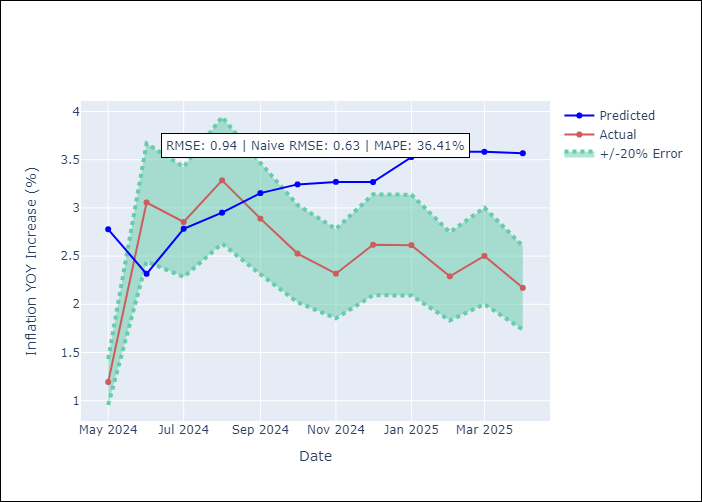 RMSE: 0.94 | Naive RMSE: 0.63 | MAPE: 36.41%
Predicted
Actual
+/-20% Error
Inflation YOY Increase (%)
4
3.5
3
2.5
2
1.5
1
May 2024
Jul 2024
Sep 2024
Nov 2024
Jan 2025
Mar 2025
Date